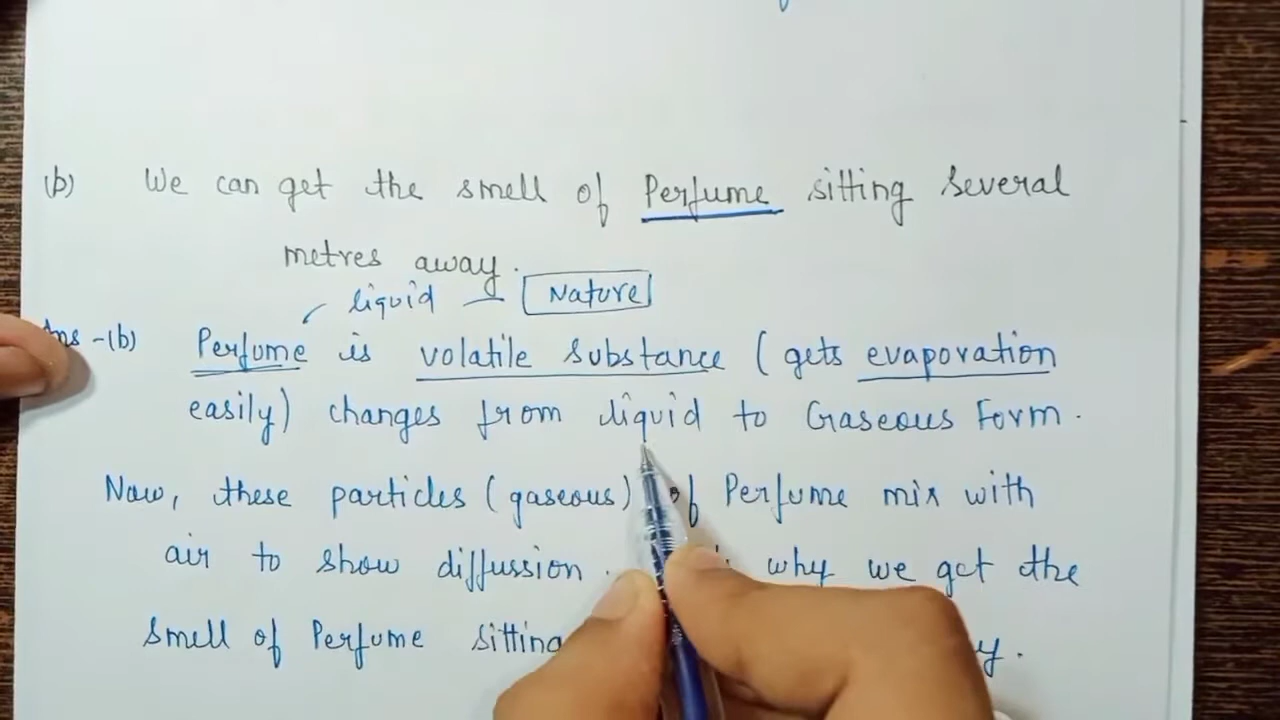 (b) We can get the smell of Perfume sitting several
metres away.
liquid — Nature
Ans -(b) Perfume is volatile substance (gets evaporation
easily) changes from liquid to Gaseous Form.
Now, these particles (gaseous) of Perfume mix with
air to show diffussion. why we get the
smell of Perfume sitting